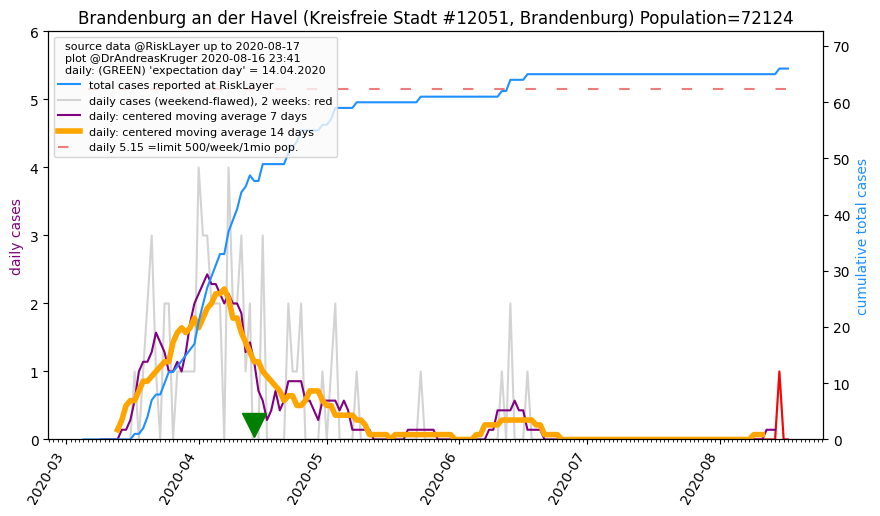 Brandenburg an der Havel (Kreisfreie Stadt #12051, Brandenburg) Population=72124
source data @RiskLayer up to 2020-08-17
plot @DrAndreasKruger 2020-08-16 23:41
daily: (GREEN) 'expectation day' = 14.04.2020
total cases reported at RiskLayer
daily cases (weekend-flawed), 2 weeks: red
daily: centered moving average 7 days
daily: centered moving average 14 days
daily 5.15 =limit 500/week/1mio pop.
daily cases
6
5
4
3
2
1
0
70
60
50
40
30
20
10
0
cumulative total cases
2020-03
2020-04
2020-05
2020-06
2020-07
2020-08